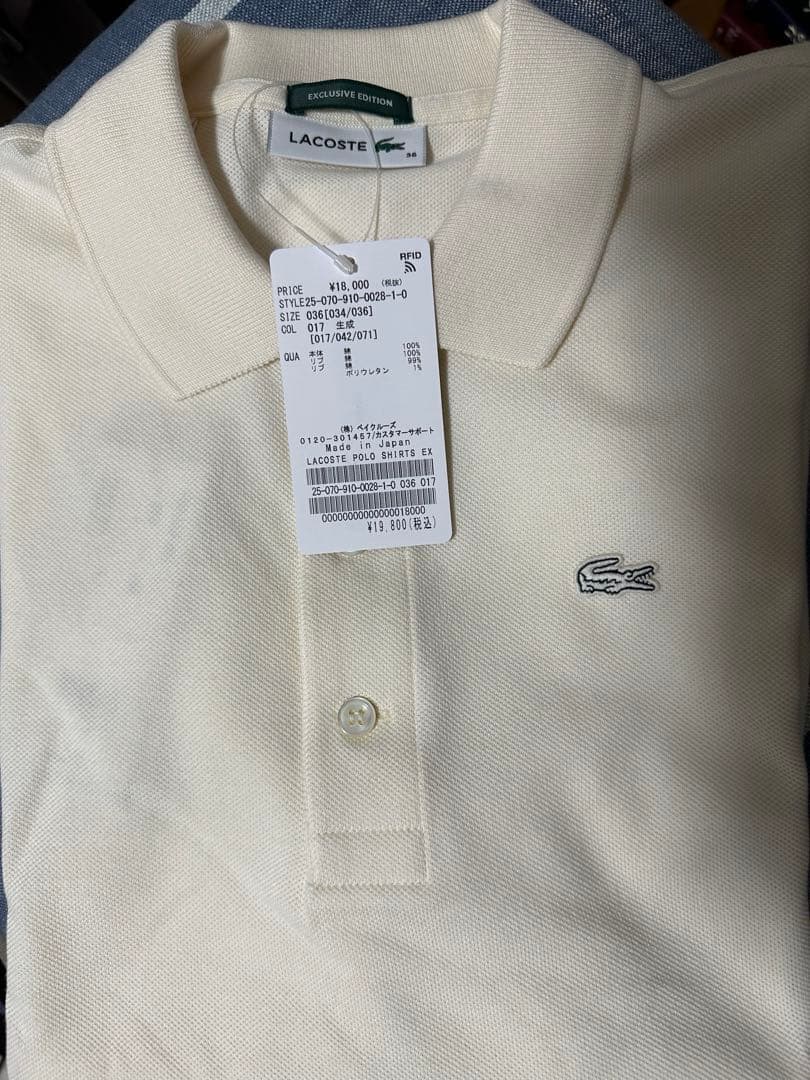 EXCLUSIVE EDITION
LACOSTE
36
RFID
PRICE ¥18,000 (税抜)
STYLE25-070-910-0028-1-0
SIZE 036[034/036]
COL 017 生成
[017/042/071]
QUA 本体 綿 100%
リブ 綿 100%
リブ 綿 99%
ポリウレタン 1%
(株) ベイクルーズ
0120-301457/カスタマーサポート
Made in Japan
LACOSTE POLO SHIRTS EX
25-070-910-0028-1-0 036 017
00000000000000018000
¥19,800(税込)